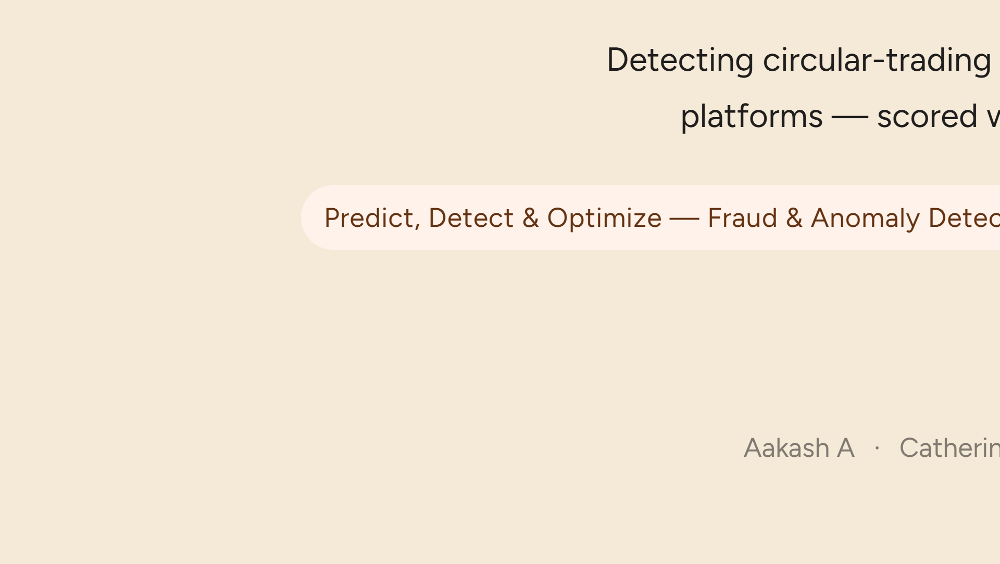 Detecting circular-trading
platforms — scored
Predict, Detect & Optimize — Fraud & Anomaly
Aakash A ·